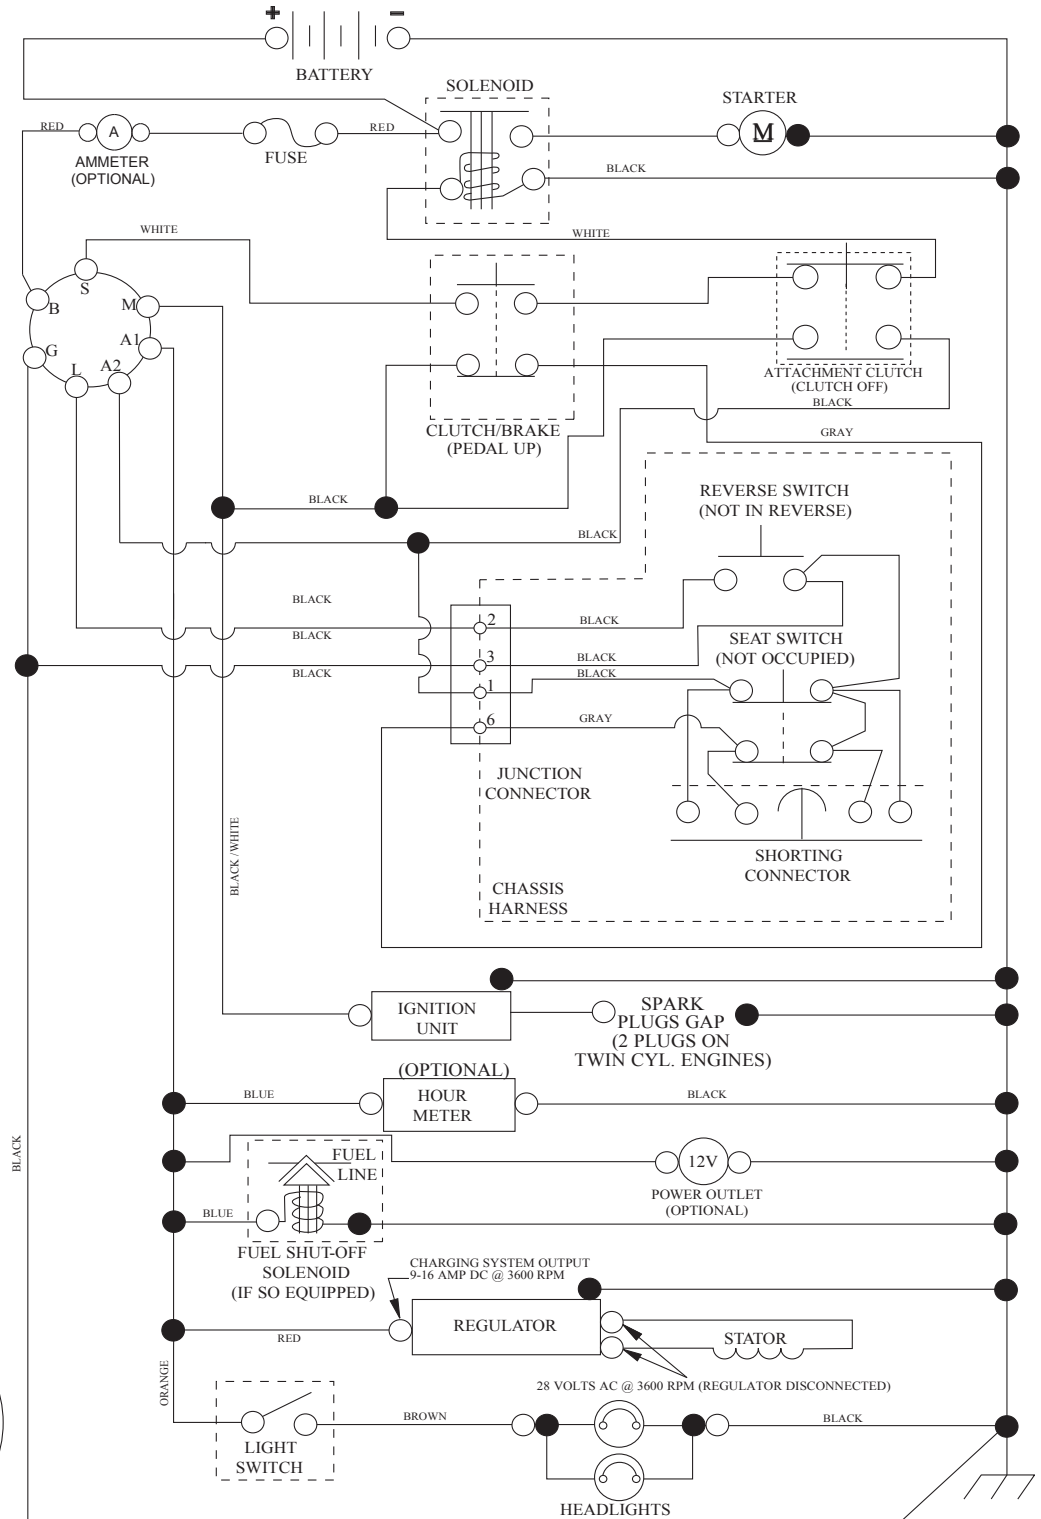 + −
BATTERY
SOLENOID
STARTER
RED
A
AMMETER
(OPTIONAL)
FUSE
RED
M
BLACK
WHITE
WHITE
S
B
M
A1
G
L
A2
ATTACHMENT CLUTCH
(CLUTCH OFF)
BLACK
CLUTCH/BRAKE
(PEDAL UP)
GRAY
REVERSE SWITCH
(NOT IN REVERSE)
BLACK
BLACK
BLACK
2
BLACK
BLACK
SEAT SWITCH
(NOT OCCUPIED)
3
BLACK
BLACK
BLACK
1
6
GRAY
JUNCTION
CONNECTOR
BLACK / WHITE
SHORTING
CONNECTOR
CHASSIS
HARNESS
IGNITION
UNIT
SPARK
PLUGS GAP
(2 PLUGS ON
TWIN CYL. ENGINES)
(OPTIONAL)
HOUR
METER
BLUE
BLACK
BLACK
FUEL
LINE
12V
POWER OUTLET
(OPTIONAL)
BLUE
FUEL SHUT-OFF
SOLENOID
(IF SO EQUIPPED)
CHARGING SYSTEM OUTPUT
9-16 AMP DC @ 3600 RPM
REGULATOR
RED
STATOR
28 VOLTS AC @ 3600 RPM (REGULATOR DISCONNECTED)
ORANGE
BROWN
BLACK
LIGHT
SWITCH
HEADLIGHTS